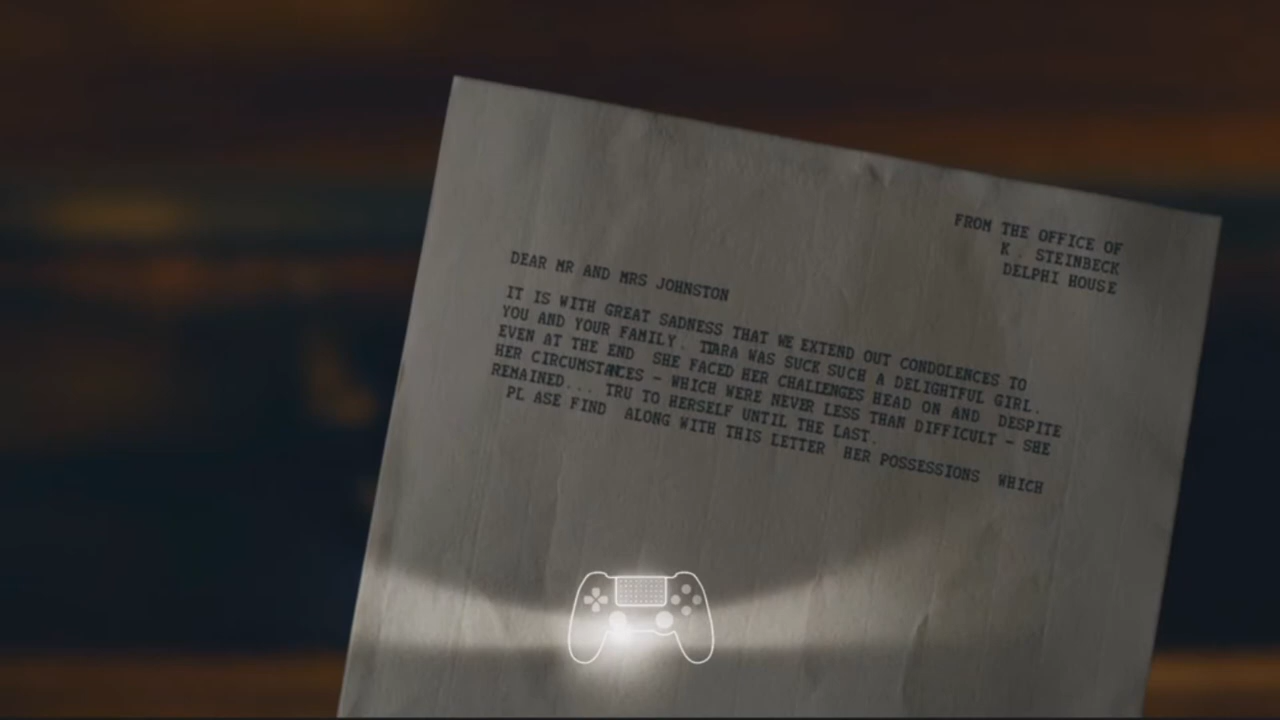 FROM THE OFFICE OF
K. STEINBECK
DELPHI HOUSE
DEAR MR AND MRS JOHNSTON
IT IS WITH GREAT SADNESS THAT WE EXTEND OUT CONDOLENCES TO
YOU AND YOUR FAMILY. TIARA WAS SUCK SUCH A DELIGHTFUL GIRL.
EVEN AT THE END SHE FACED HER CHALLENGES HEAD ON AND DESPITE
HER CIRCUMSTANCES - WHICH WERE NEVER LESS THAN DIFFICULT - SHE
REMAINED... TRU TO HERSELF UNTIL THE LAST.
PL ASE FIND ALONG WITH THIS LETTER HER POSSESSIONS WHICH